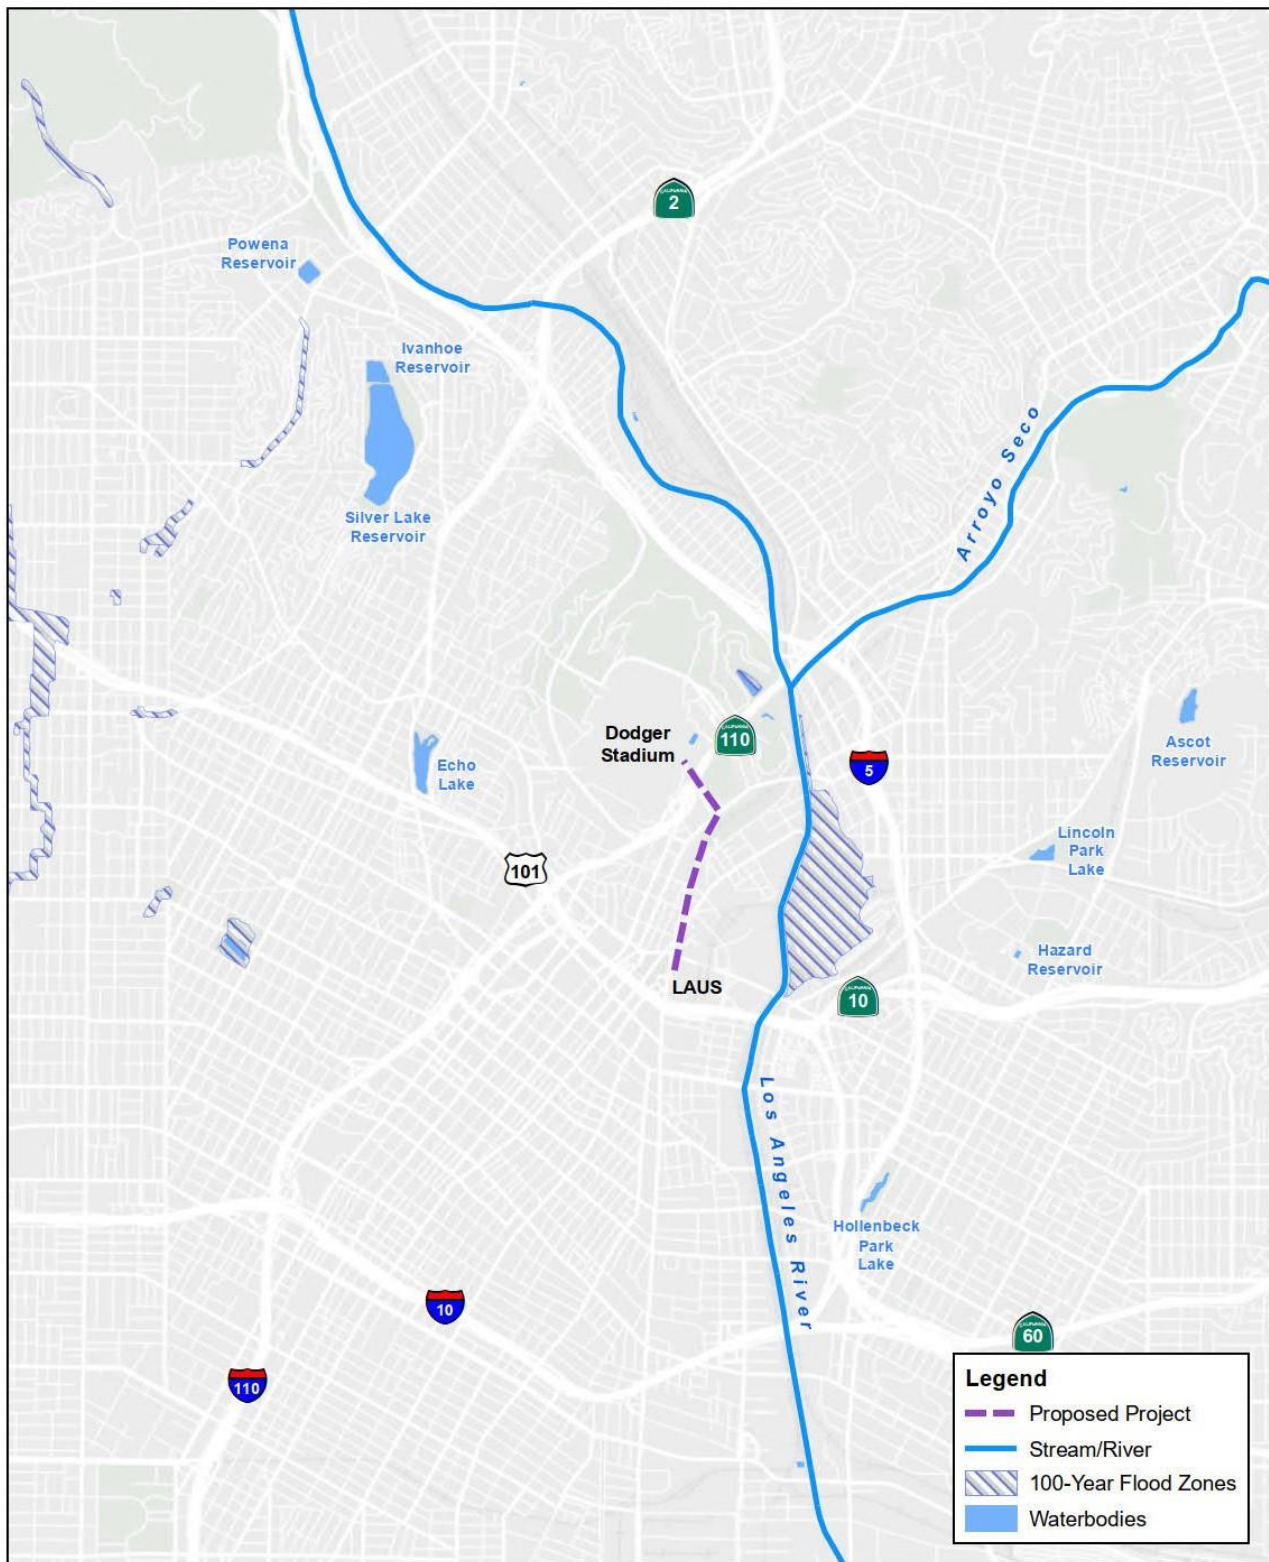 2
Powena
Reservoir
Ivanhoe
Reservoir
Arroyo Seco
Silver Lake
Reservoir
Dodger
Stadium
CALIFORNIA
110
5
Ascot
Reservoir
Echo
Lake
101
Lincoln
Park
Lake
Hazard
Reservoir
LAUS
10
Los Angeles River
Hollenbeck
Park
Lake
10
60
110
Legend
Proposed Project
Stream/River
100-Year Flood Zones
Waterbodies